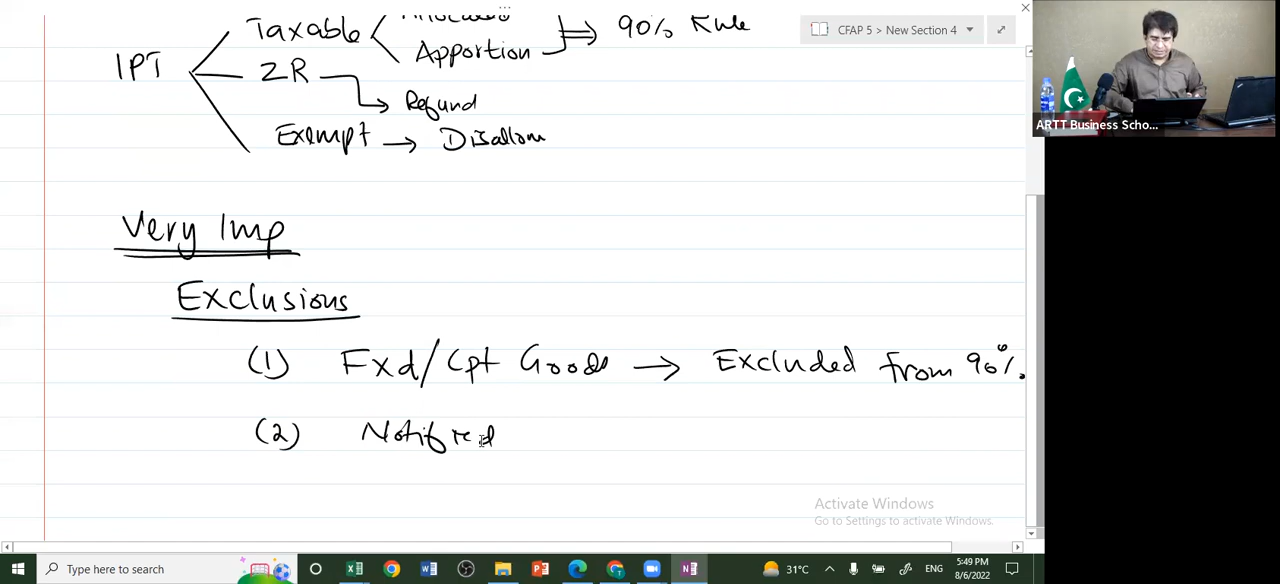 Taxable
Apportion
90% Rule
IPT
ZR
Refund
Exempt → Disallow
Very Imp
Exclusions
(1) Fxd/Cpt Goods → Excluded from 90%.
(2) Notified
CFAP 5 > New Section 4
ARTT Business Scho...
Activate Windows
Go to Settings to activate Windows.
Type here to search
31°C
ENG
5:49 PM
8/6/2022